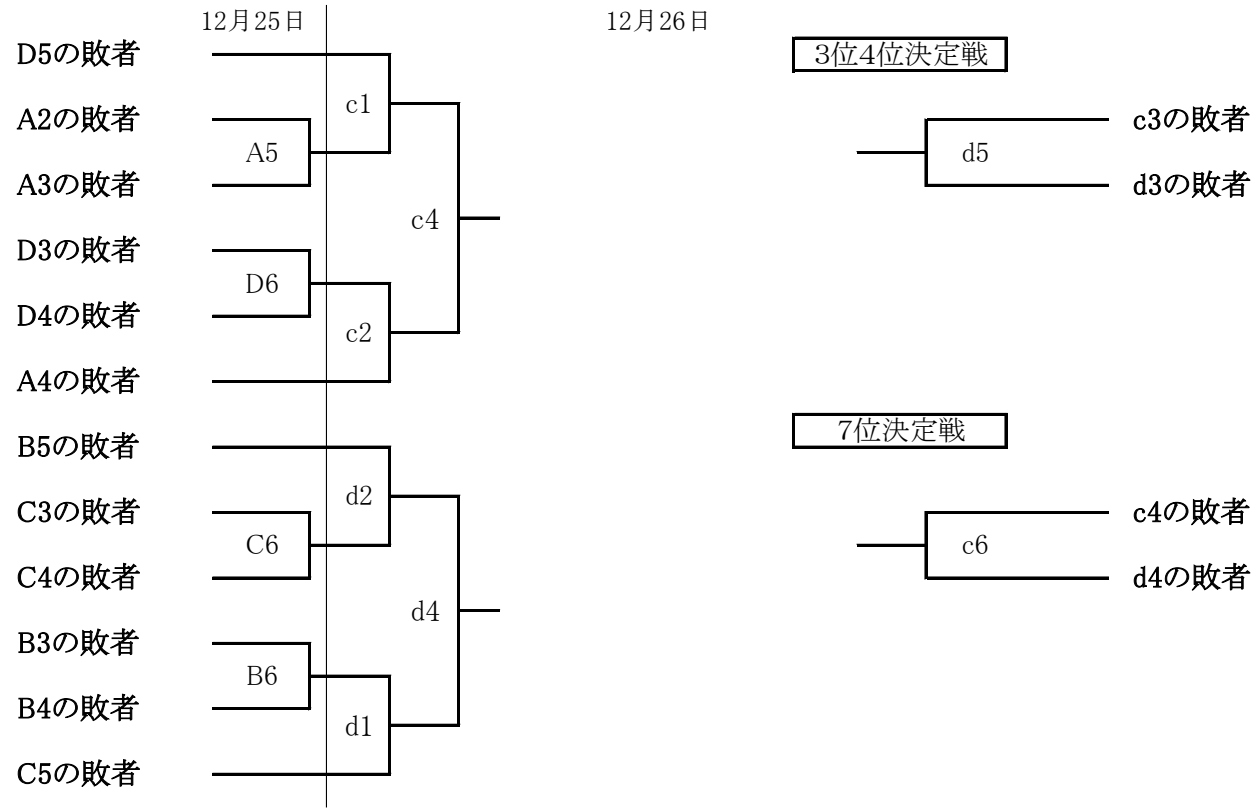 12月25日
12月26日
D5の敗者
3位4位決定戦
c1
A2の敗者
c3の敗者
A5
d5
A3の敗者
d3の敗者
c4
D3の敗者
D6
D4の敗者
c2
A4の敗者
B5の敗者
7位決定戦
d2
C3の敗者
c4の敗者
C6
c6
C4の敗者
d4の敗者
d4
B3の敗者
B6
B4の敗者
d1
C5の敗者